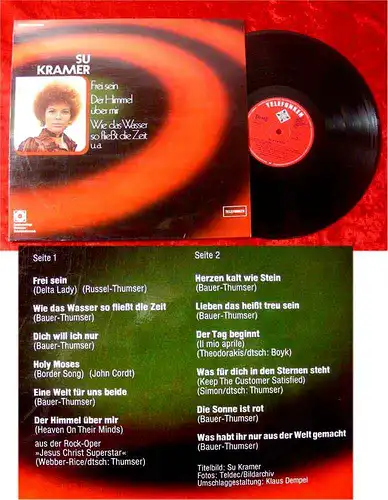 SU
KRAMER
Frei sein
Der Himmel
über mir
Wie das Wasser
so fließt die Zeit
u.a.
TELEFUNKEN
TELEFUNKEN
Seite 1
Frei sein
(Delta Lady) (Russel-Thumser)
Wie das Wasser so fließt die Zeit
(Bauer-Thumser)
Dich will ich nur
(Bauer-Thumser)
Holy Moses
(Border Song) (John Cordt)
Eine Welt für uns beide
(Bauer-Thumser)
Der Himmel über mir
(Heaven On Their Minds)
aus der Rock-Oper
»Jesus Christ Superstar«
(Webber-Rice/dtsch: Thumser)
Seite 2
Herzen kalt wie Stein
(Bauer-Thumser)
Lieben das heißt treu sein
(Bauer-Thumser)
Der Tag beginnt
(Il mio aprile)
(Theodorakis/dtsch: Boyk)
Was für dich in den Sternen steht
(Keep The Customer Satisfied)
(Simon/dtsch: Thumser)
Die Sonne ist rot
(Bauer-Thumser)
Was habt ihr nur aus der Welt gemacht
(Bauer-Thumser)
Titelbild: Su Kramer
Fotos: Teldec/Bildarchiv
Umschlaggestaltung: Klaus Dempel